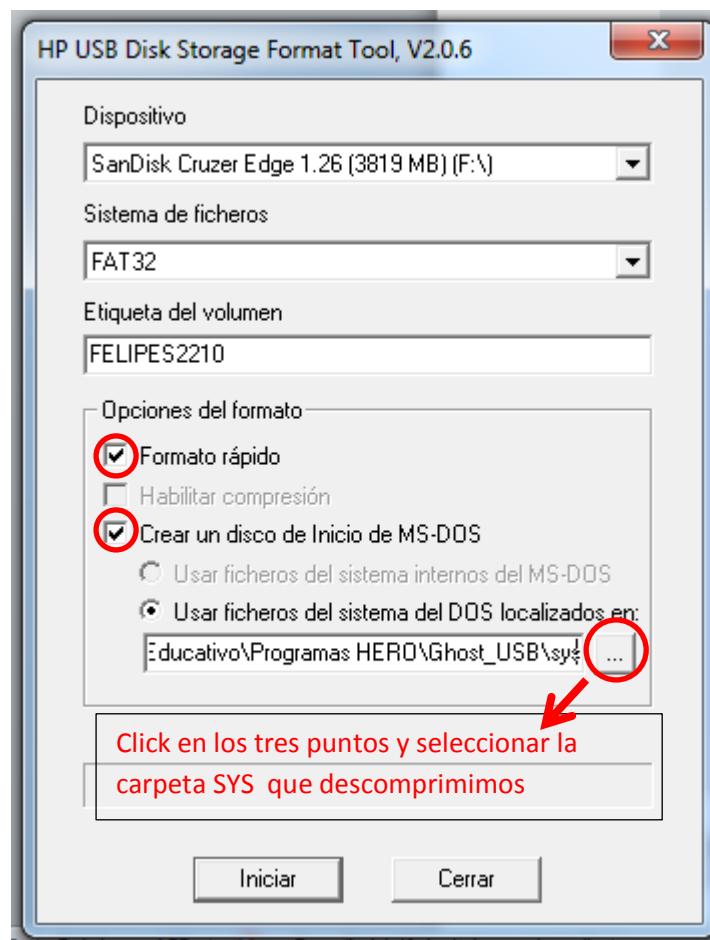 HP USB Disk Storage Format Tool, V2.0.6
Dispositivo
SanDisk Cruzer Edge 1.26 (3819 MB) (F:\)
Sistema de ficheros
FAT32
Etiqueta del volumen
FELIPES2210
Opciones del formato
Formato rápido
Habilitar compresión
Crear un disco de Inicio de MS-DOS
Usar ficheros del sistema internos del MS-DOS
Usar ficheros del sistema del DOS localizados en:
Educativo\Programas HERO\Ghost_USB\sys ...
Click en los tres puntos y seleccionar la
carpeta SYS que descomprimimos
Iniciar Cerrar